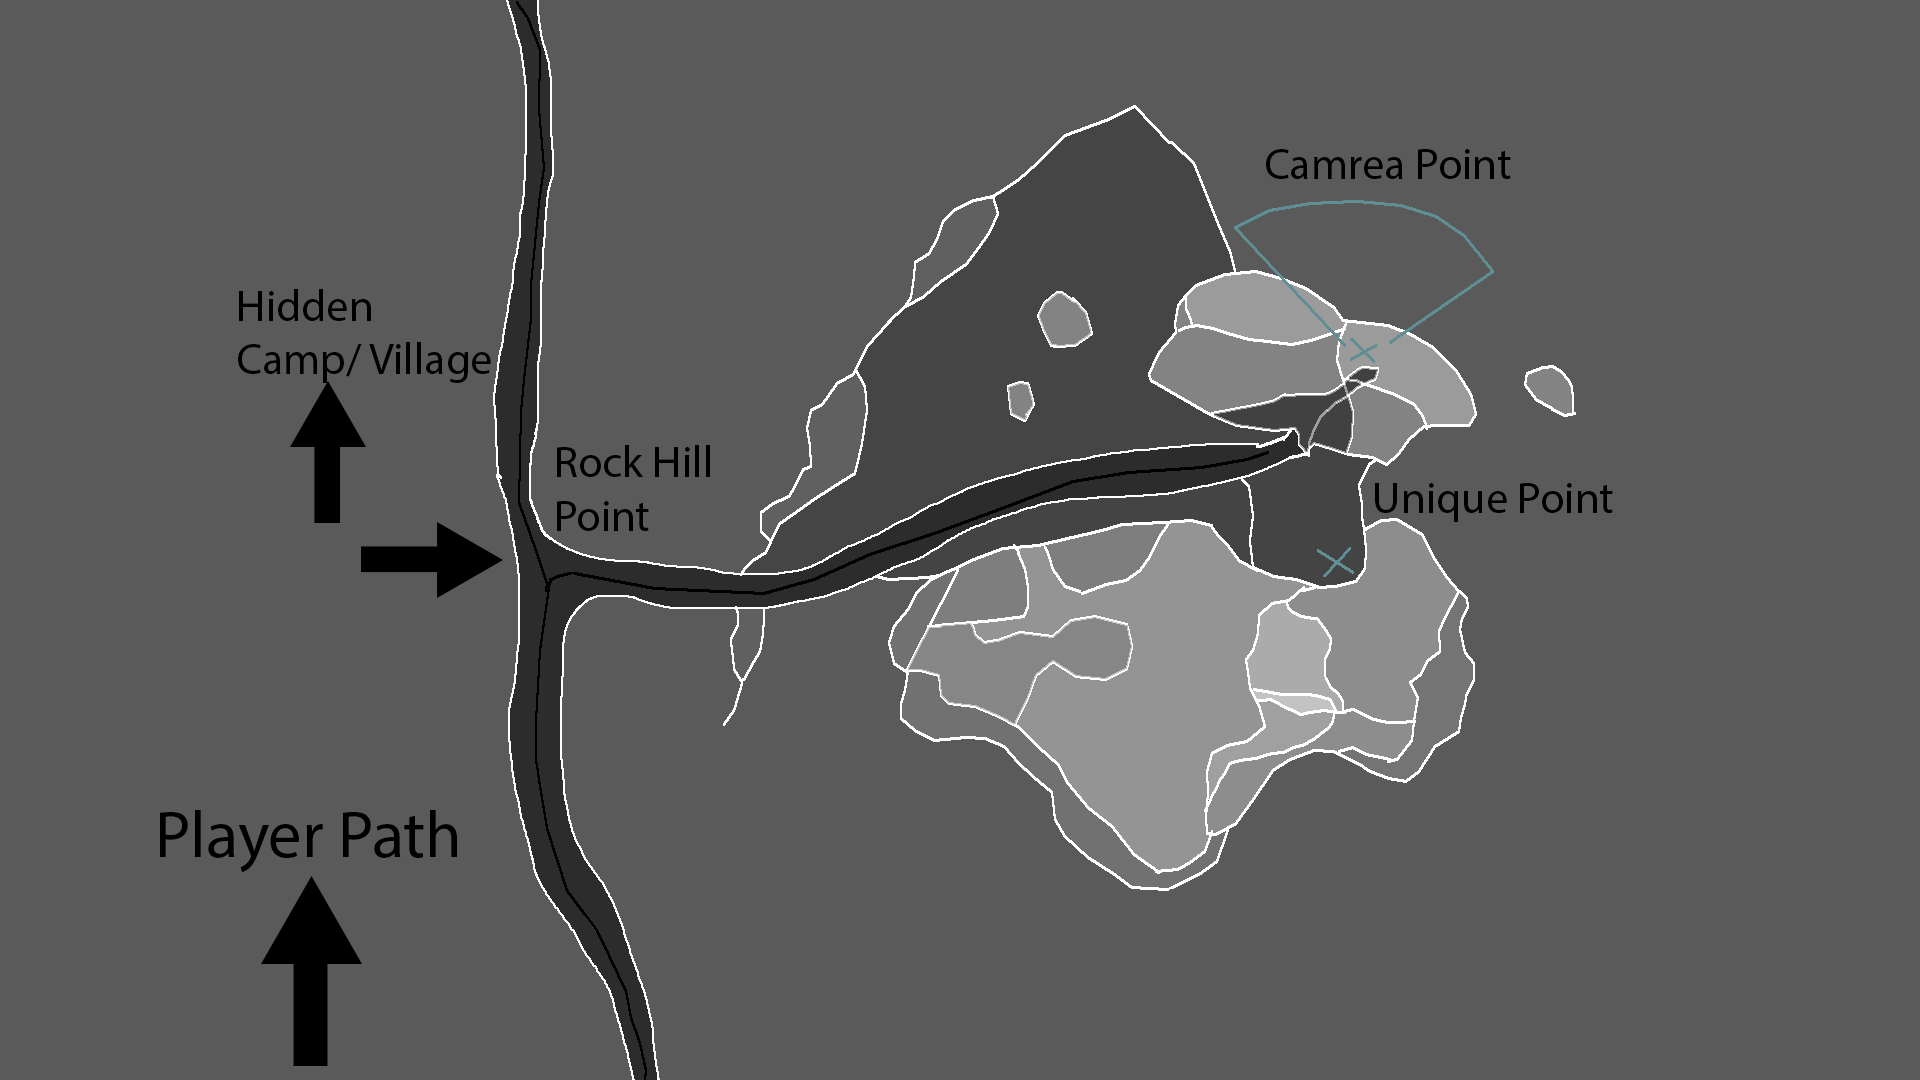 Camrea Point
Hidden
Camp/ Village
Rock Hill
Point
Unique Point
Player Path